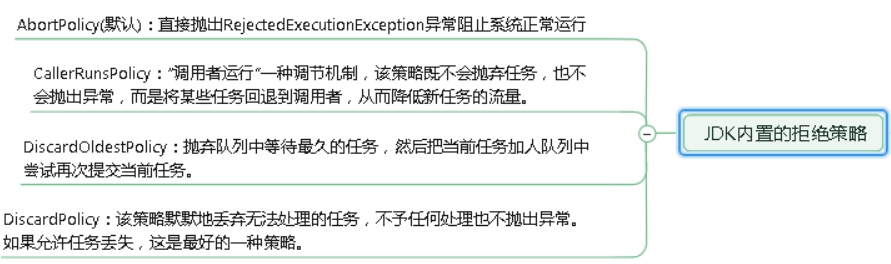 AbortPolicy(默认)：直接抛出RejectedExecutionException异常阻止系统正常运行
CallerRunsPolicy："调用者运行"一种调节机制，该策略既不会抛弃任务，也不
会抛出异常，而是将某些任务回退到调用者，从而降低新任务的流量。
DiscardOldestPolicy：抛弃队列中等待最久的任务，然后把当前任务加人队列中
尝试再次提交当前任务。
DiscardPolicy：该策略默默地丢弃无法处理的任务，不予任何处理也不抛出异常。
如果允许任务丢失，这是最好的一种策略。
JDK内置的拒绝策略